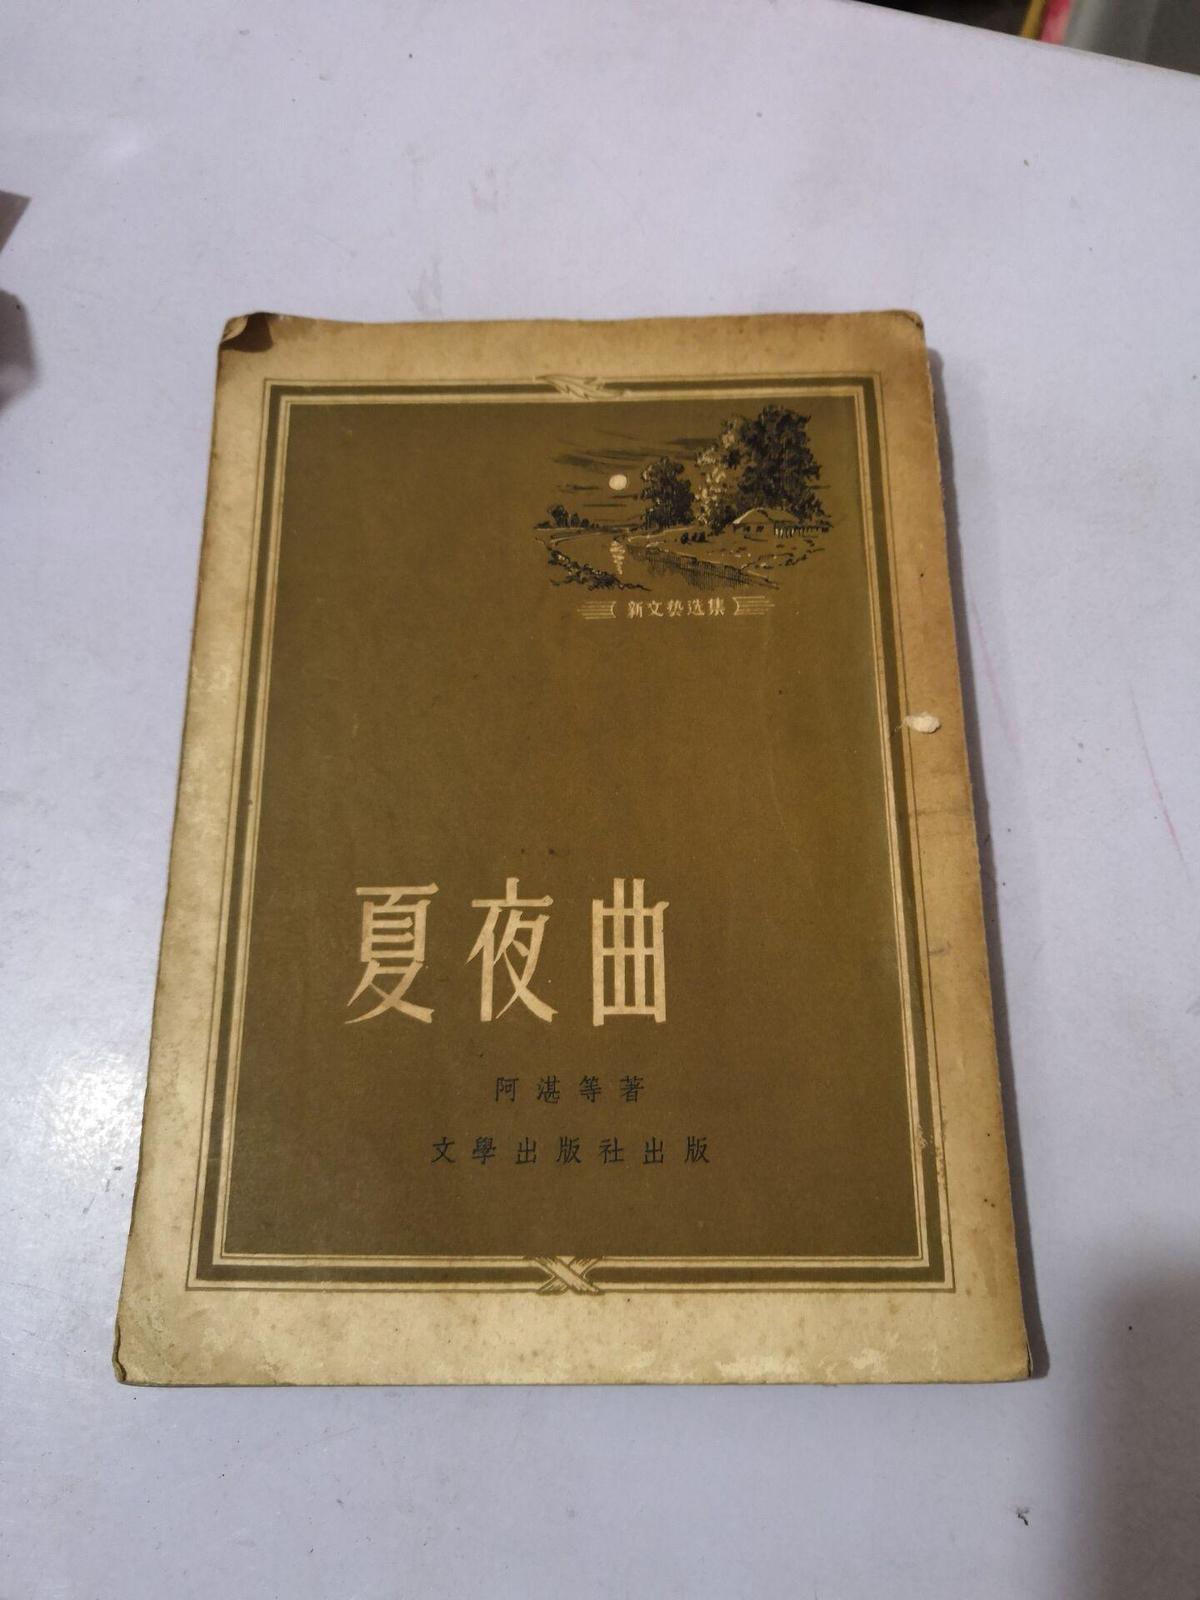 新文艺选集
夏夜曲
阿湛等著
文學出版社出版